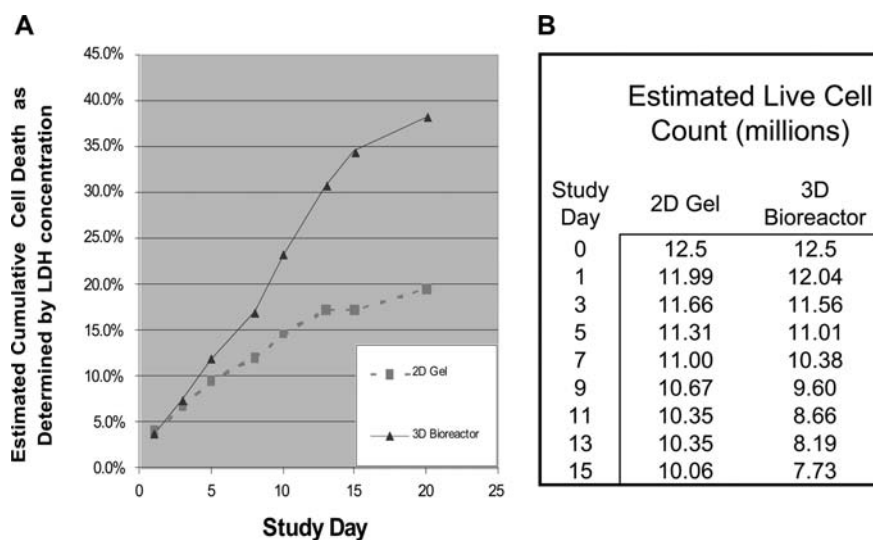 A
Estimated Cumulative Cell Death as
Determined by LDH concentration
45.0%
40.0%
35.0%
30.0%
25.0%
20.0%
15.0%
10.0%
5.0%
0.0%
0 5 10 15 20 25
Study Day
2D Gel
3D Bioreactor
B
Estimated Live Cell
Count (millions)
Study
Day 2D Gel 3D
Bioreactor
0 12.5 12.5
1 11.99 12.04
3 11.66 11.56
5 11.31 11.01
7 11.00 10.38
9 10.67 9.60
11 10.35 8.66
13 10.35 8.19
15 10.06 7.73